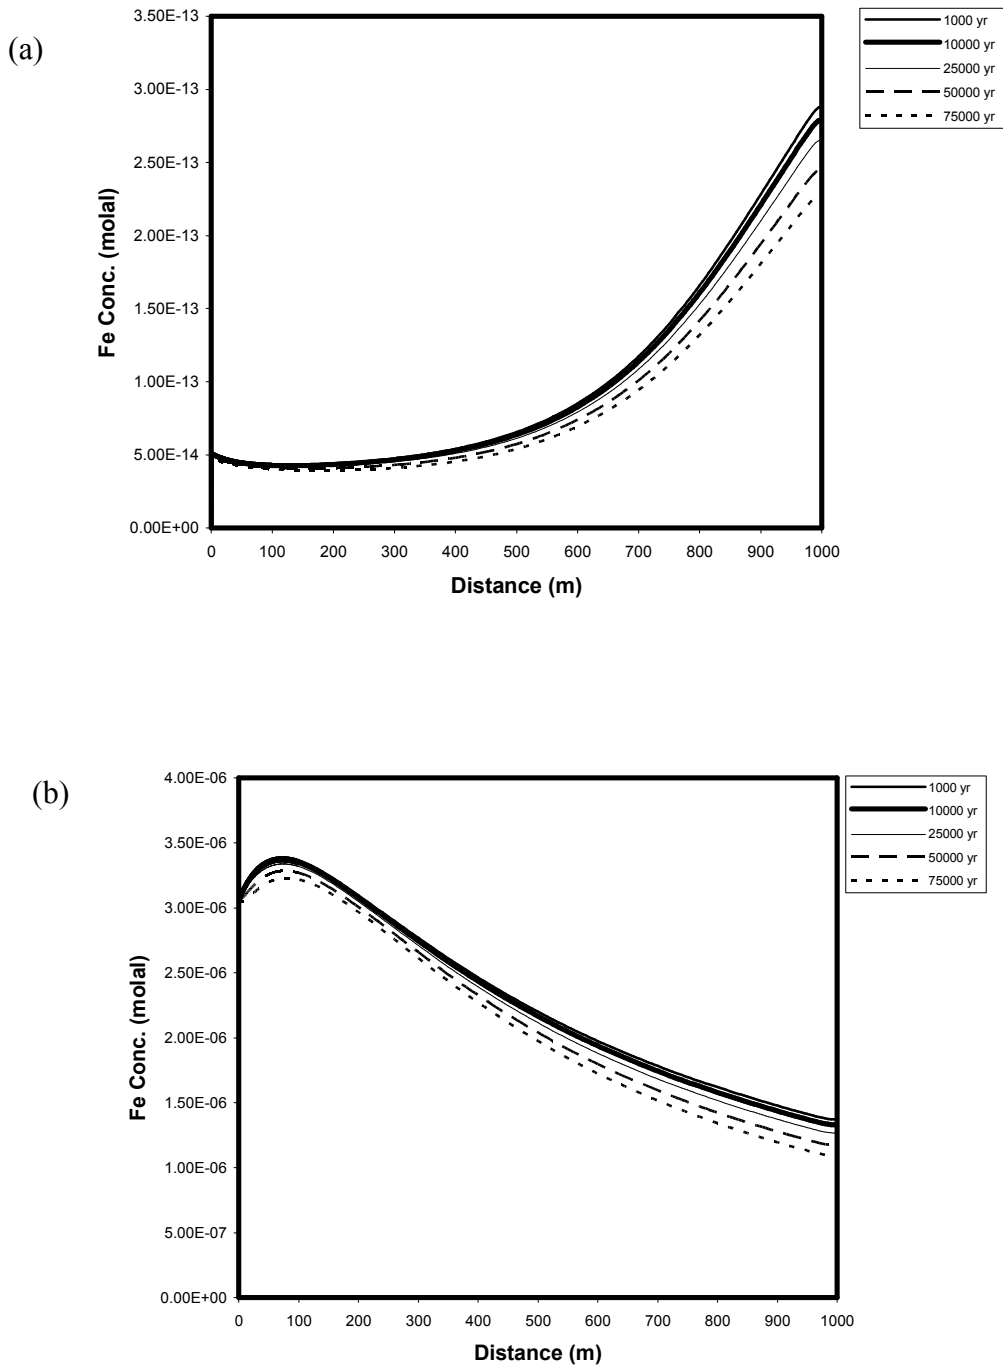 (a)
3.50E-13
3.00E-13
2.50E-13
2.00E-13
1.50E-13
1.00E-13
5.00E-14
0.00E+00
Fe Conc. (molal)
0 100 200 300 400 500 600 700 800 900 1000
Distance (m)
1000 yr
10000 yr
25000 yr
50000 yr
75000 yr
(b)
4.00E-06
3.50E-06
3.00E-06
2.50E-06
2.00E-06
1.50E-06
1.00E-06
5.00E-07
0.00E+00
Fe Conc. (molal)
0 100 200 300 400 500 600 700 800 900 1000
Distance (m)
1000 yr
10000 yr
25000 yr
50000 yr
75000 yr